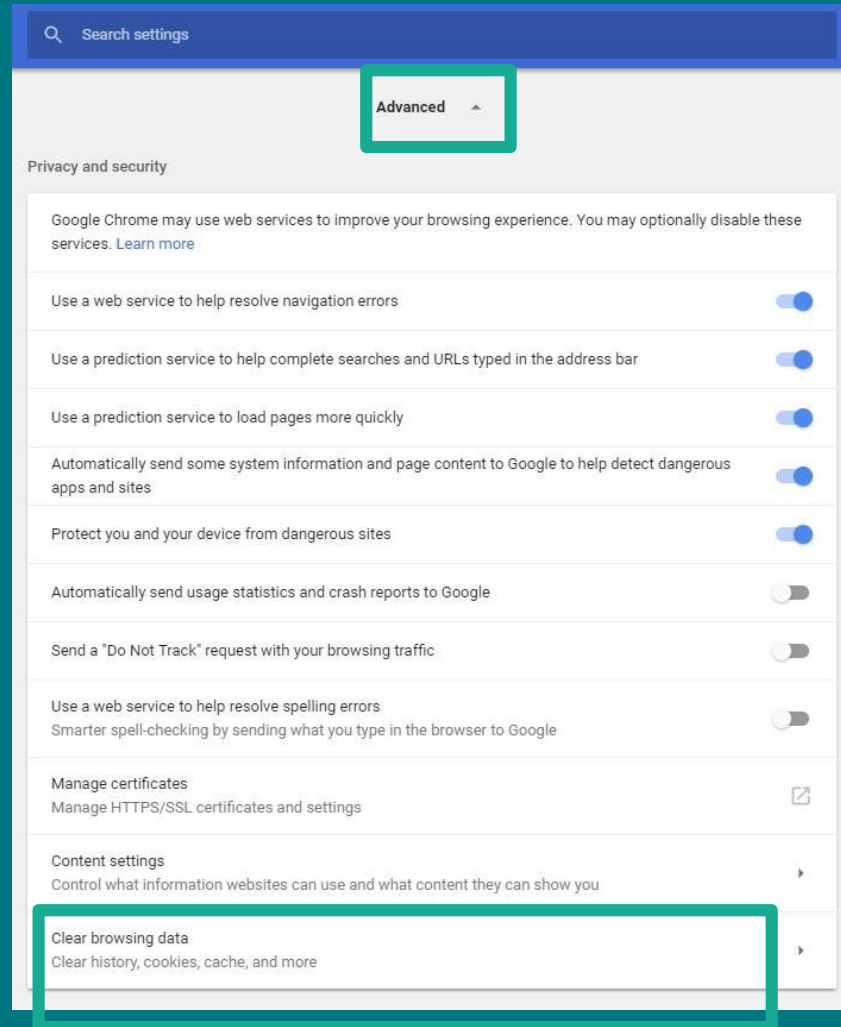 Search settings
Advanced
Privacy and security
Google Chrome may use web services to improve your browsing experience. You may optionally disable these
services. Learn more
Use a web service to help resolve navigation errors
Use a prediction service to help complete searches and URLs typed in the address bar
Use a prediction service to load pages more quickly
Automatically send some system information and page content to Google to help detect dangerous
apps and sites
Protect you and your device from dangerous sites
Automatically send usage statistics and crash reports to Google
Send a "Do Not Track" request with your browsing traffic
Use a web service to help resolve spelling errors
Smarter spell-checking by sending what you type in the browser to Google
Manage certificates
Manage HTTPS/SSL certificates and settings
Content settings
Control what information websites can use and what content they can show you
Clear browsing data
Clear history, cookies, cache, and more